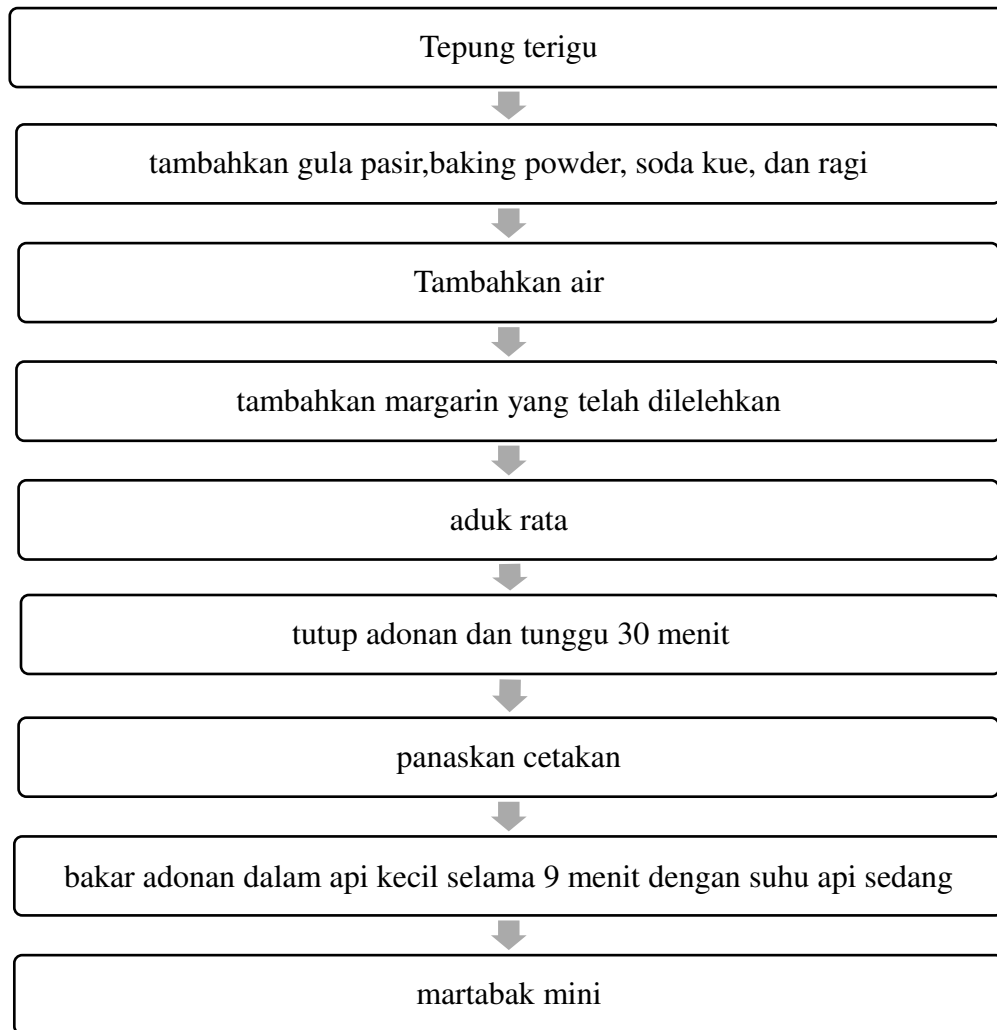 Tepung terigu
tambahkan gula pasir,baking powder, soda kue, dan ragi
Tambahkan air
tambahkan margarin yang telah dilelehkan
aduk rata
tutup adonan dan tunggu 30 menit
panaskan cetakan
bakar adonan dalam api kecil selama 9 menit dengan suhu api sedang
martabak mini